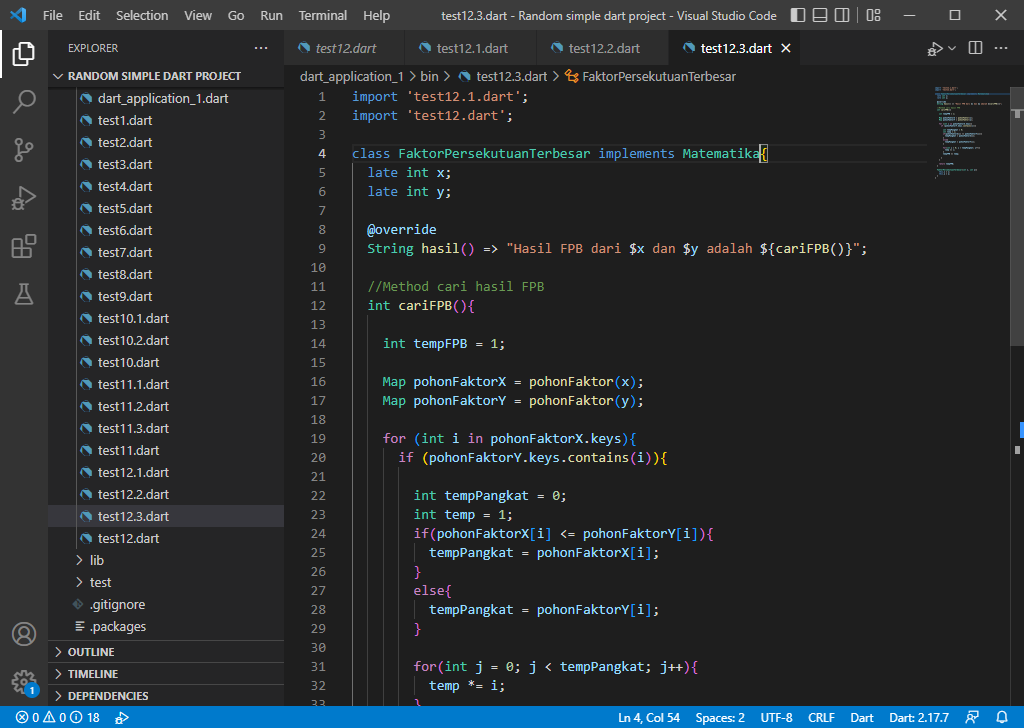 File Edit Selection View Go Run Terminal Help test12.3.dart - Random simple dart project - Visual Studio Code
EXPLORER
RANDOM SIMPLE DART PROJECT
dart_application_1.dart
test1.dart
test2.dart
test3.dart
test4.dart
test5.dart
test6.dart
test7.dart
test8.dart
test9.dart
test10.1.dart
test10.2.dart
test10.dart
test11.1.dart
test11.2.dart
test11.3.dart
test11.dart
test12.1.dart
test12.2.dart
test12.3.dart
test12.dart
lib
test
.gitignore
.packages
OUTLINE
TIMELINE
DEPENDENCIES
1
test12.dart test12.1.dart test12.2.dart test12.3.dart
dart_application_1 > bin > test12.3.dart > FaktorPersekutuanTerbesar
1 import 'test12.1.dart';
2 import 'test12.dart';
3
4 class FaktorPersekutuanTerbesar implements Matematika{
5 late int x;
6 late int y;
7
8 @override
9 String hasil() => "Hasil FPB dari $x dan $y adalah ${cariFPB()}";
10
11 //Method cari hasil FPB
12 int cariFPB(){
13
14 int tempFPB = 1;
15
16 Map pohonFaktorX = pohonFaktor(x);
17 Map pohonFaktorY = pohonFaktor(y);
18
19 for (int i in pohonFaktorX.keys){
20 if (pohonFaktorY.keys.contains(i)){
21
22 int tempPangkat = 0;
23 int temp = 1;
24 if(pohonFaktorX[i] <= pohonFaktorY[i]){
25 tempPangkat = pohonFaktorX[i];
26 }
27 else{
28 tempPangkat = pohonFaktorY[i];
29 }
30
31 for(int j = 0; j < tempPangkat; j++){
32 temp *= i;
33 }
0 0 18 Ln 4, Col 54 Spaces: 2 UTF-8 CRLF Dart Dart: 2.17.7